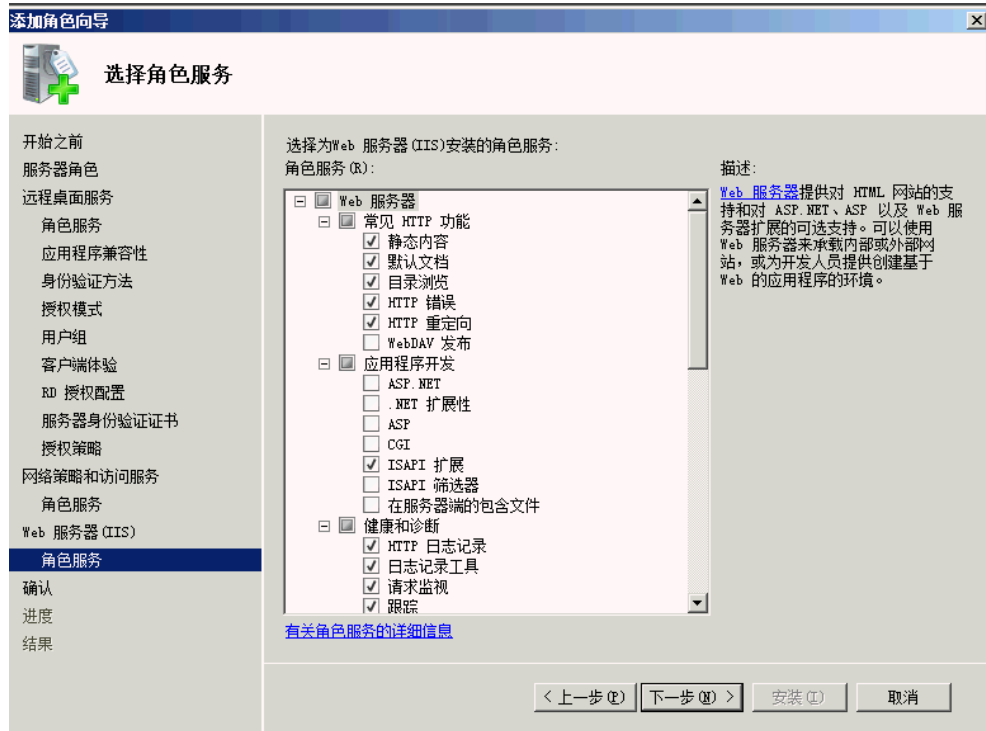 添加角色向导
选择角色服务
开始之前
服务器角色
远程桌面服务
角色服务
应用程序兼容性
身份验证方法
授权模式
用户组
客户端体验
RD 授权配置
服务器身份验证证书
授权策略
网络策略和访问服务
角色服务
Web 服务器(IIS)
角色服务
确认
进度
结果
选择为Web 服务器(IIS)安装的角色服务:
角色服务(R):
Web 服务器
常见 HTTP 功能
静态内容
默认文档
目录浏览
HTTP 错误
HTTP 重定向
WebDAV 发布
应用程序开发
ASP.NET
.NET 扩展性
ASP
CGI
ISAPI 扩展
ISAPI 筛选器
在服务器端的包含文件
健康和诊断
HTTP 日志记录
日志记录工具
请求监视
跟踪
有关角色服务的详细信息
描述:
Web 服务器提供对 HTML 网站的支
持和对 ASP.NET、ASP 以及 Web 服
务器扩展的可选支持。可以使用
Web 服务器来承载内部或外部网
站，或为开发人员提供创建基于
Web 的应用程序的环境。
< 上一步(P)
下一步(N) >
安装(I)
取消